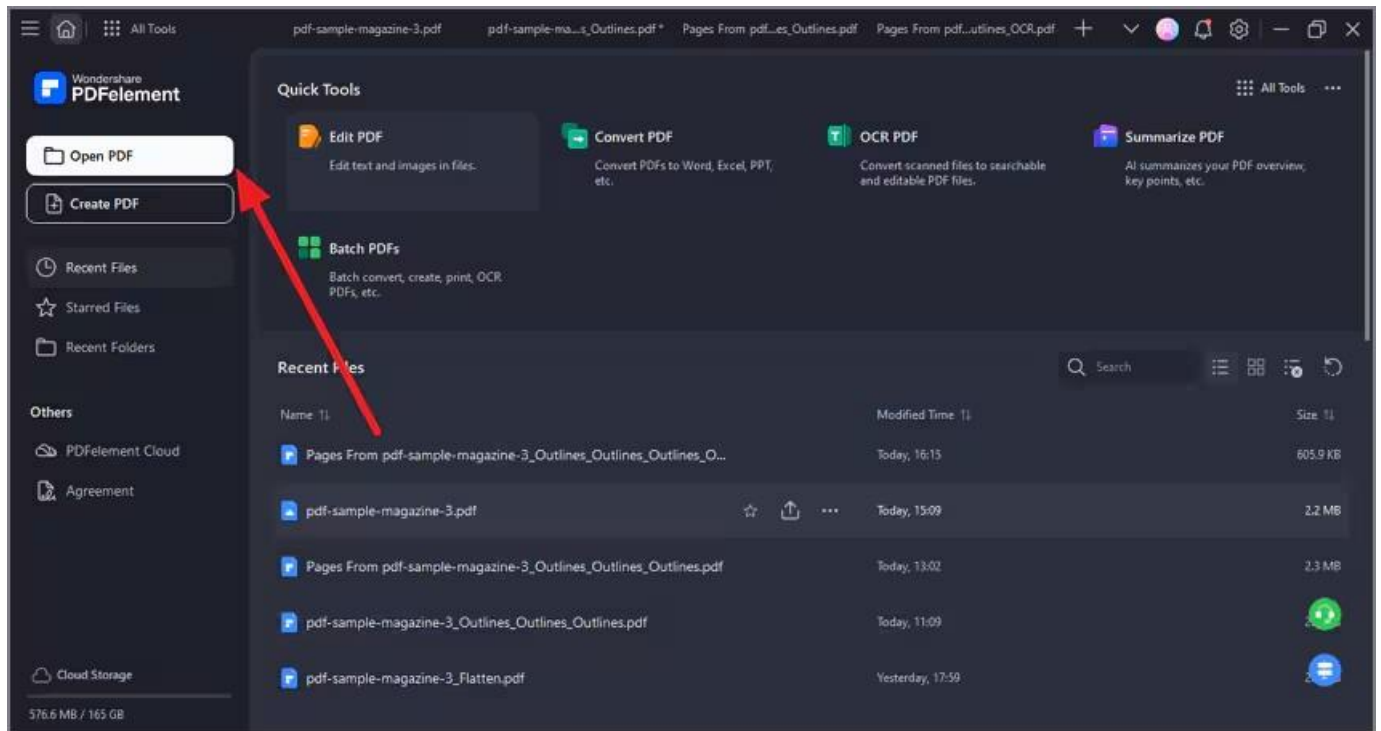 All Tools
pdf-sample-magazine-3.pdf
pdf-sample-ma...s_Outlines.pdf *
Pages From pdf...es_Outlines.pdf
Pages From pdf...utlines_OCR.pdf
Wondershare
PDFelement
Open PDF
Create PDF
Recent Files
Starred Files
Recent Folders
Others
PDFelement Cloud
Agreement
Cloud Storage
576.6 MB / 165 GB
Quick Tools
All Tools
Edit PDF
Edit text and images in files.
Convert PDF
Convert PDFs to Word, Excel, PPT,
etc.
OCR PDF
Convert scanned files to searchable
and editable PDF files.
Summarize PDF
AI summarizes your PDF overview,
key points, etc.
Batch PDFs
Batch convert, create, print, OCR
PDFs, etc.
Recent Files
Search
Name Modified Time Size
Pages From pdf-sample-magazine-3_Outlines_Outlines_Outlines_O... Today, 16:15 605.9 KB
pdf-sample-magazine-3.pdf Today, 15:09 2.2 MB
Pages From pdf-sample-magazine-3_Outlines_Outlines_Outlines.pdf Today, 13:02 2.3 MB
pdf-sample-magazine-3_Outlines_Outlines_Outlines.pdf Today, 11:09
pdf-sample-magazine-3_Flatten.pdf Yesterday, 17:59